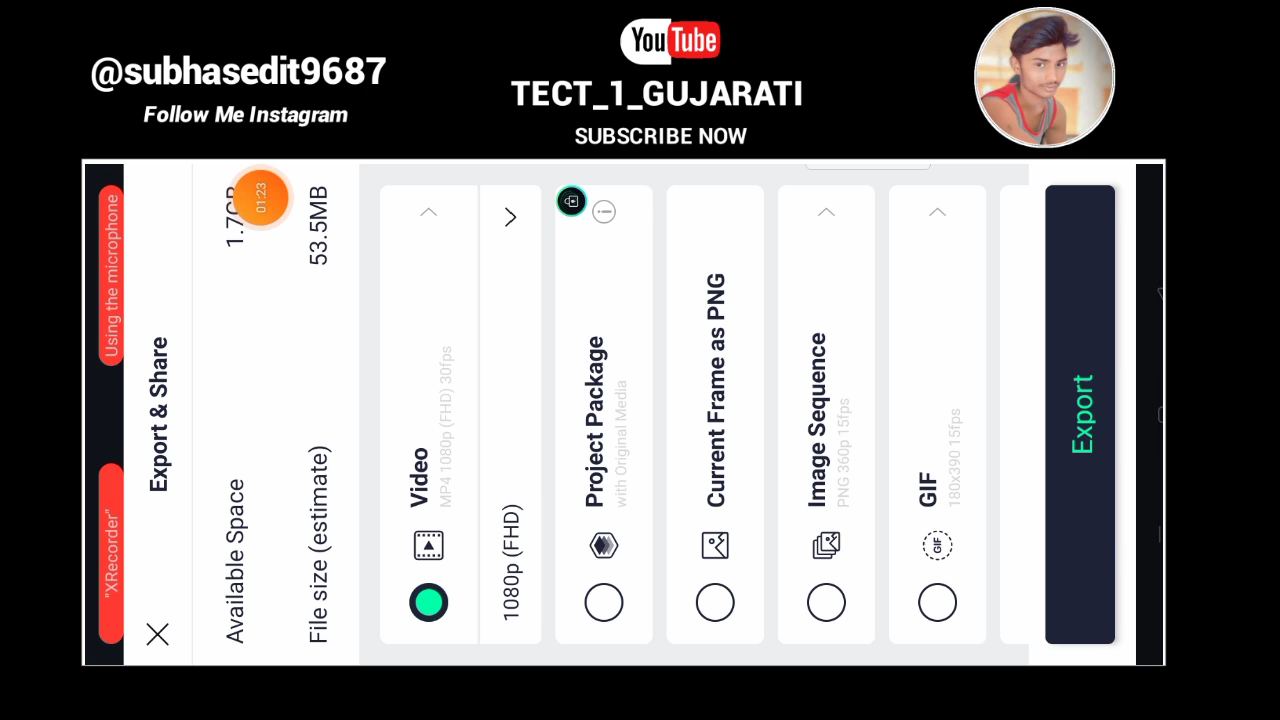 @subhasedit9687
Follow Me Instagram
YouTube
TECT_1_GUJARATI
SUBSCRIBE NOW
"XRecorder"
Using the microphone
Export & Share
Available Space
01:23
File size (estimate)
53.5MB
Video
MP4 1080p (FHD) 30fps
1080p (FHD)
Project Package
with Original Media
Current Frame as PNG
Image Sequence
PNG 360p 15fps
GIF
GIF
180x390 15fps
Export